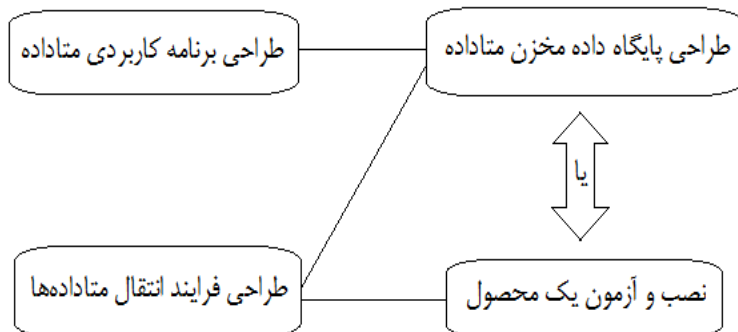 طراحی پایگاه داده مخزن متاداده
طراحی برنامه کاربردی متاداده
یا
نصب و آزمون یک محصول
طراحی فرایند انتقال متاداده‌ها